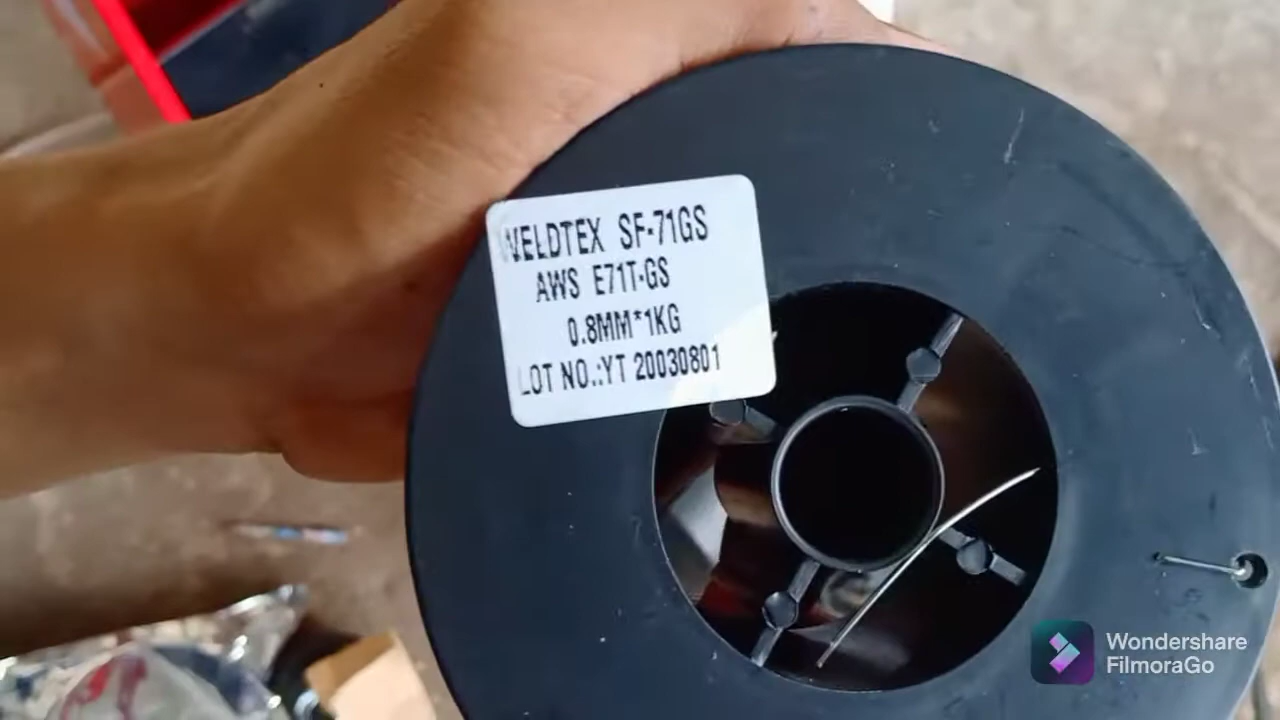 WELDTEX SF-71GS
AWS E71T-GS
0.8MM*1KG
LOT NO.:YT 20030801
Wondershare
FilmoraGo